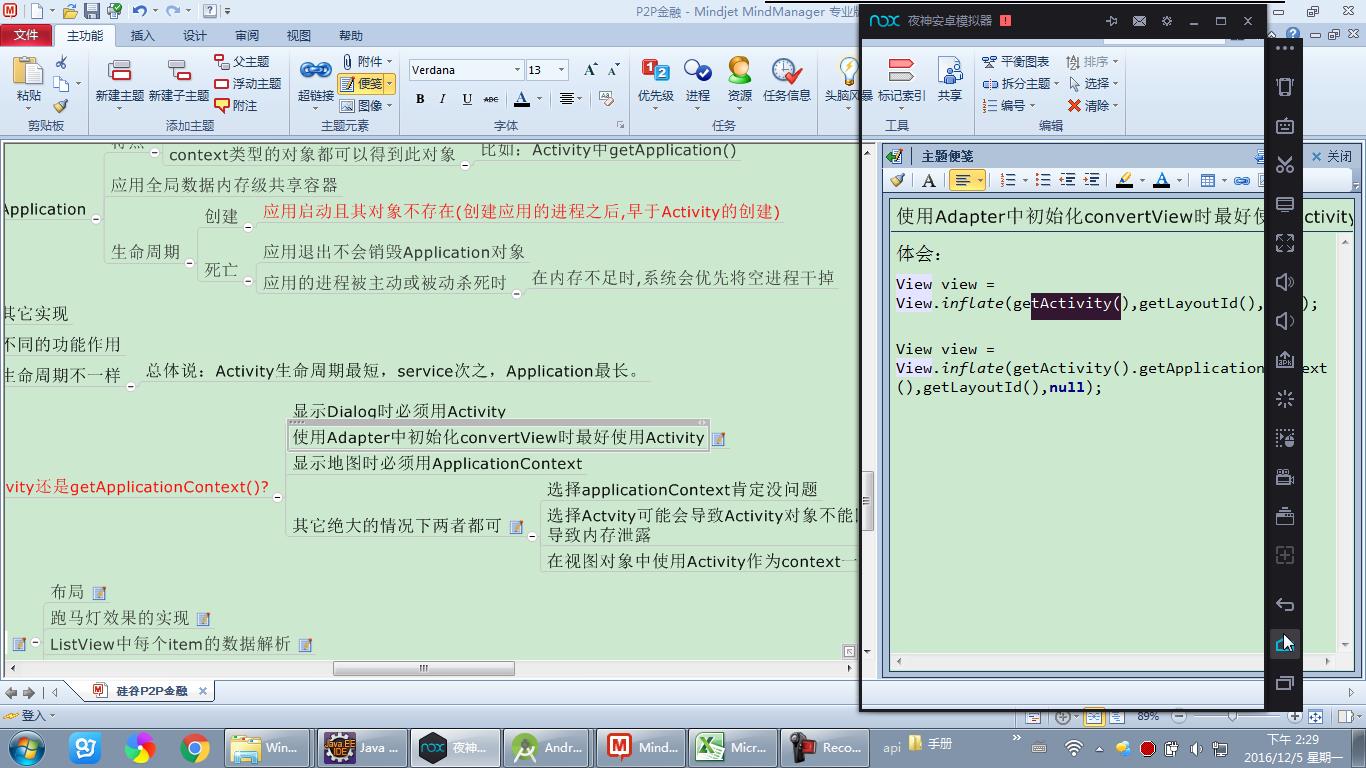 P2P金融 - Mindjet MindManager 专业版
nox 夜神安卓模拟器
文件 主功能 插入 设计 审阅 视图 帮助
粘贴
剪贴板
新建主题
新建子主题
父主题
浮动主题
附注
添加主题
超链接
附件
便笺
图像
主题元素
Verdana
13
B I U ABC A
字体
优先级
进程
资源
任务信息
任务
头脑风暴
标记索引
共享
工具
平衡图表
拆分主题
编号
排序
选择
清除
编辑
context类型的对象都可以得到此对象
比如：Activity中getApplication()
应用全局数据内存级共享容器
Application
创建
应用启动且其对象不存在(创建应用的进程之后,早于Activity的创建)
生命周期
应用退出不会销毁Application对象
死亡
应用的进程被主动或被动杀死时
在内存不足时,系统会优先将空进程干掉
其它实现
不同的功能作用
生命周期不一样
总体说：Activity生命周期最短，service次之，Application最长。
显示Dialog时必须用Activity
使用Adapter中初始化convertView时最好使用Activity
显示地图时必须用ApplicationContext
vity还是getApplicationContext()?
其它绝大的情况下两者都可
选择applicationContext肯定没问题
选择Actvity可能会导致Activity对象不能
导致内存泄露
在视图对象中使用Activity作为context一
布局
跑马灯效果的实现
ListView中每个item的数据解析
主题便笺
关闭
A
使用Adapter中初始化convertView时最好使 ctivity
体会：
View view =
View.inflate(getActivity(),getLayoutId(), );
View view =
View.inflate(getActivity().getApplication xt
(),getLayoutId(),null);
apk
硅谷P2P金融
登入
89%
Win...
Java EE IDE
Java ...
nox
夜神...
Andr...
Mind...
Micr...
Reco...
api
手册
下午 2:29
2016/12/5 星期一